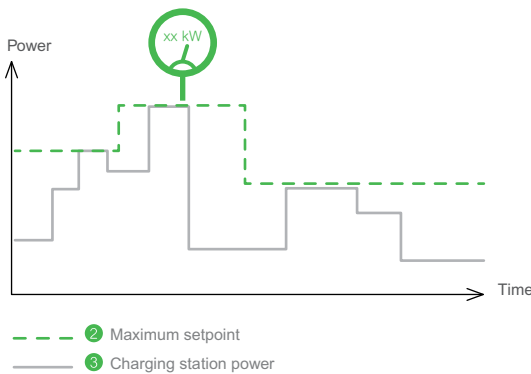 xx kW
Power
Time
2 Maximum setpoint
3 Charging station power